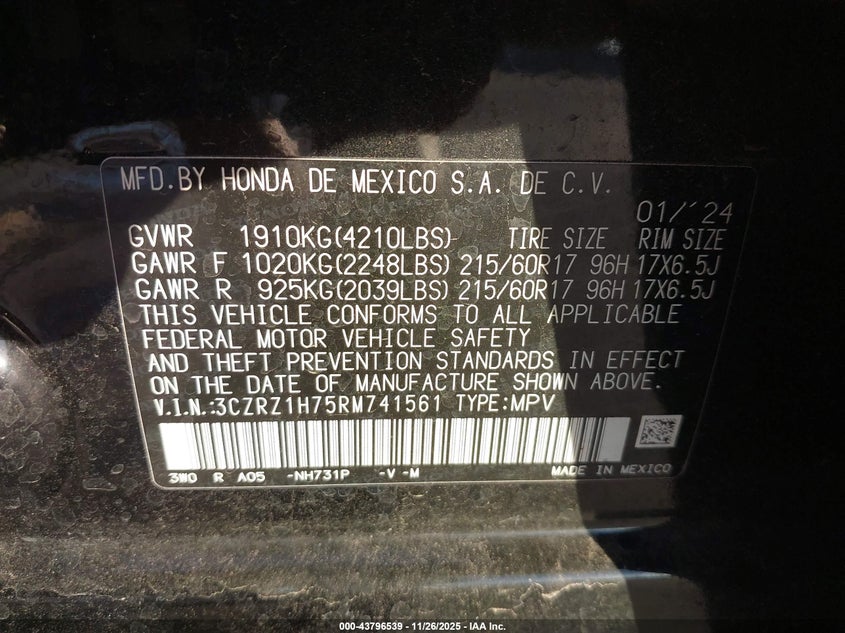 MFD.BY HONDA DE MEXICO S.A. DE C.V.
01/'24
GVWR 1910KG(4210LBS) TIRE SIZE RIM SIZE
GAWR F 1020KG(2248LBS) 215/60R17 96H 17X6.5J
GAWR R 925KG(2039LBS) 215/60R17 96H 17X6.5J
THIS VEHICLE CONFORMS TO ALL APPLICABLE
FEDERAL MOTOR VEHICLE SAFETY
AND THEFT PREVENTION STANDARDS IN EFFECT
ON THE DATE OF MANUFACTURE SHOWN ABOVE.
V.I.N.:3CZRZ1H75RM741561 TYPE:MPV
3W0 R A05 -NH731P -V -M MADE IN MEXICO
000-43796539 - 11/26/2025 - IAA Inc.